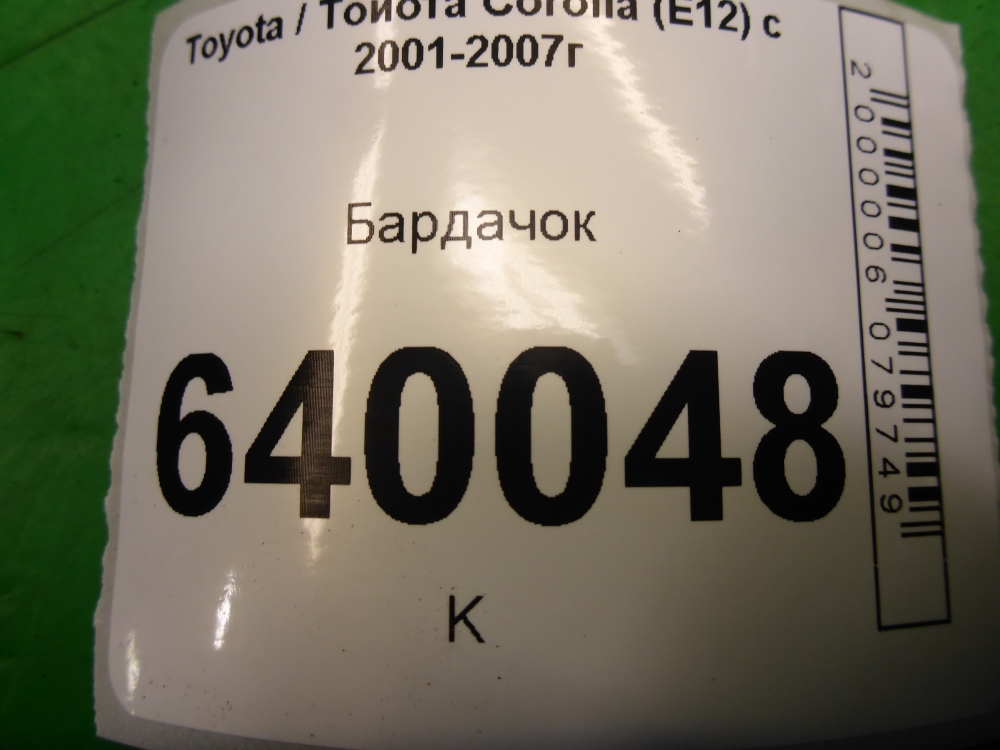 Toyota / Тойота Corolla (E12) с
2001-2007г
Бардачок
640048
К
2000006079749